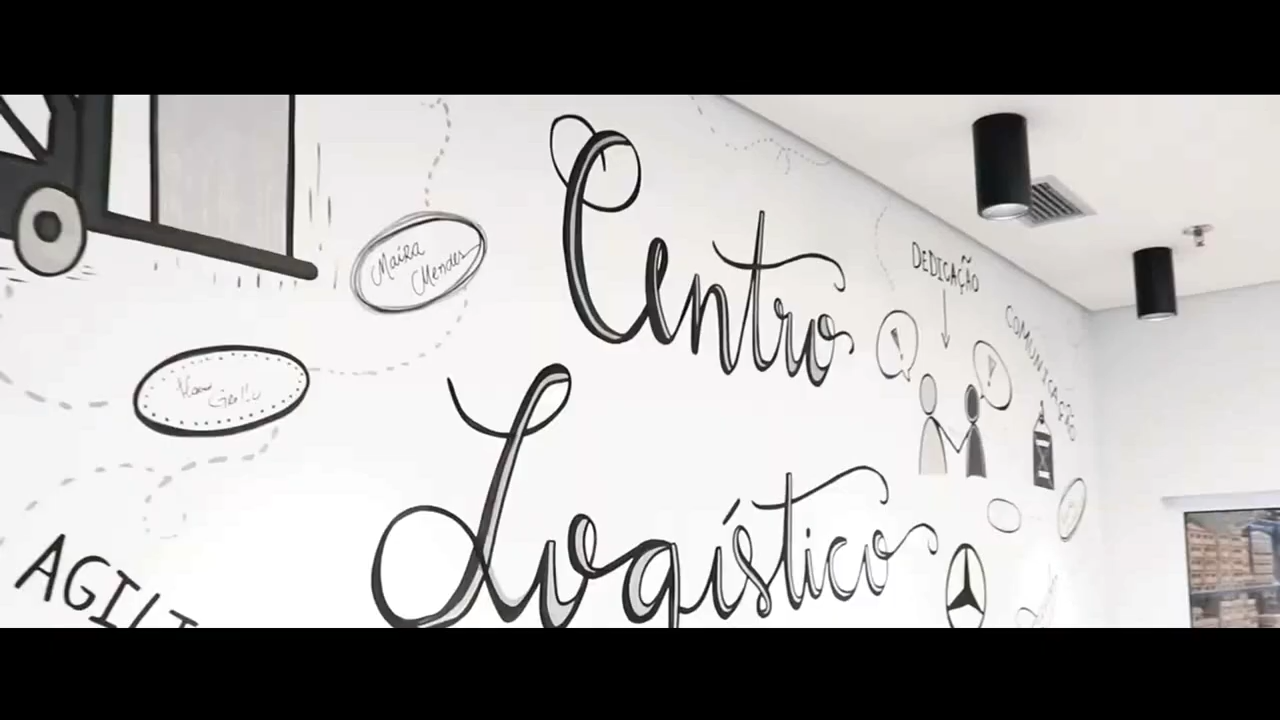 Centro
Logístico
Maira
Mendes
DEDICAÇÃO
COMUNICAÇÃO
AGILI